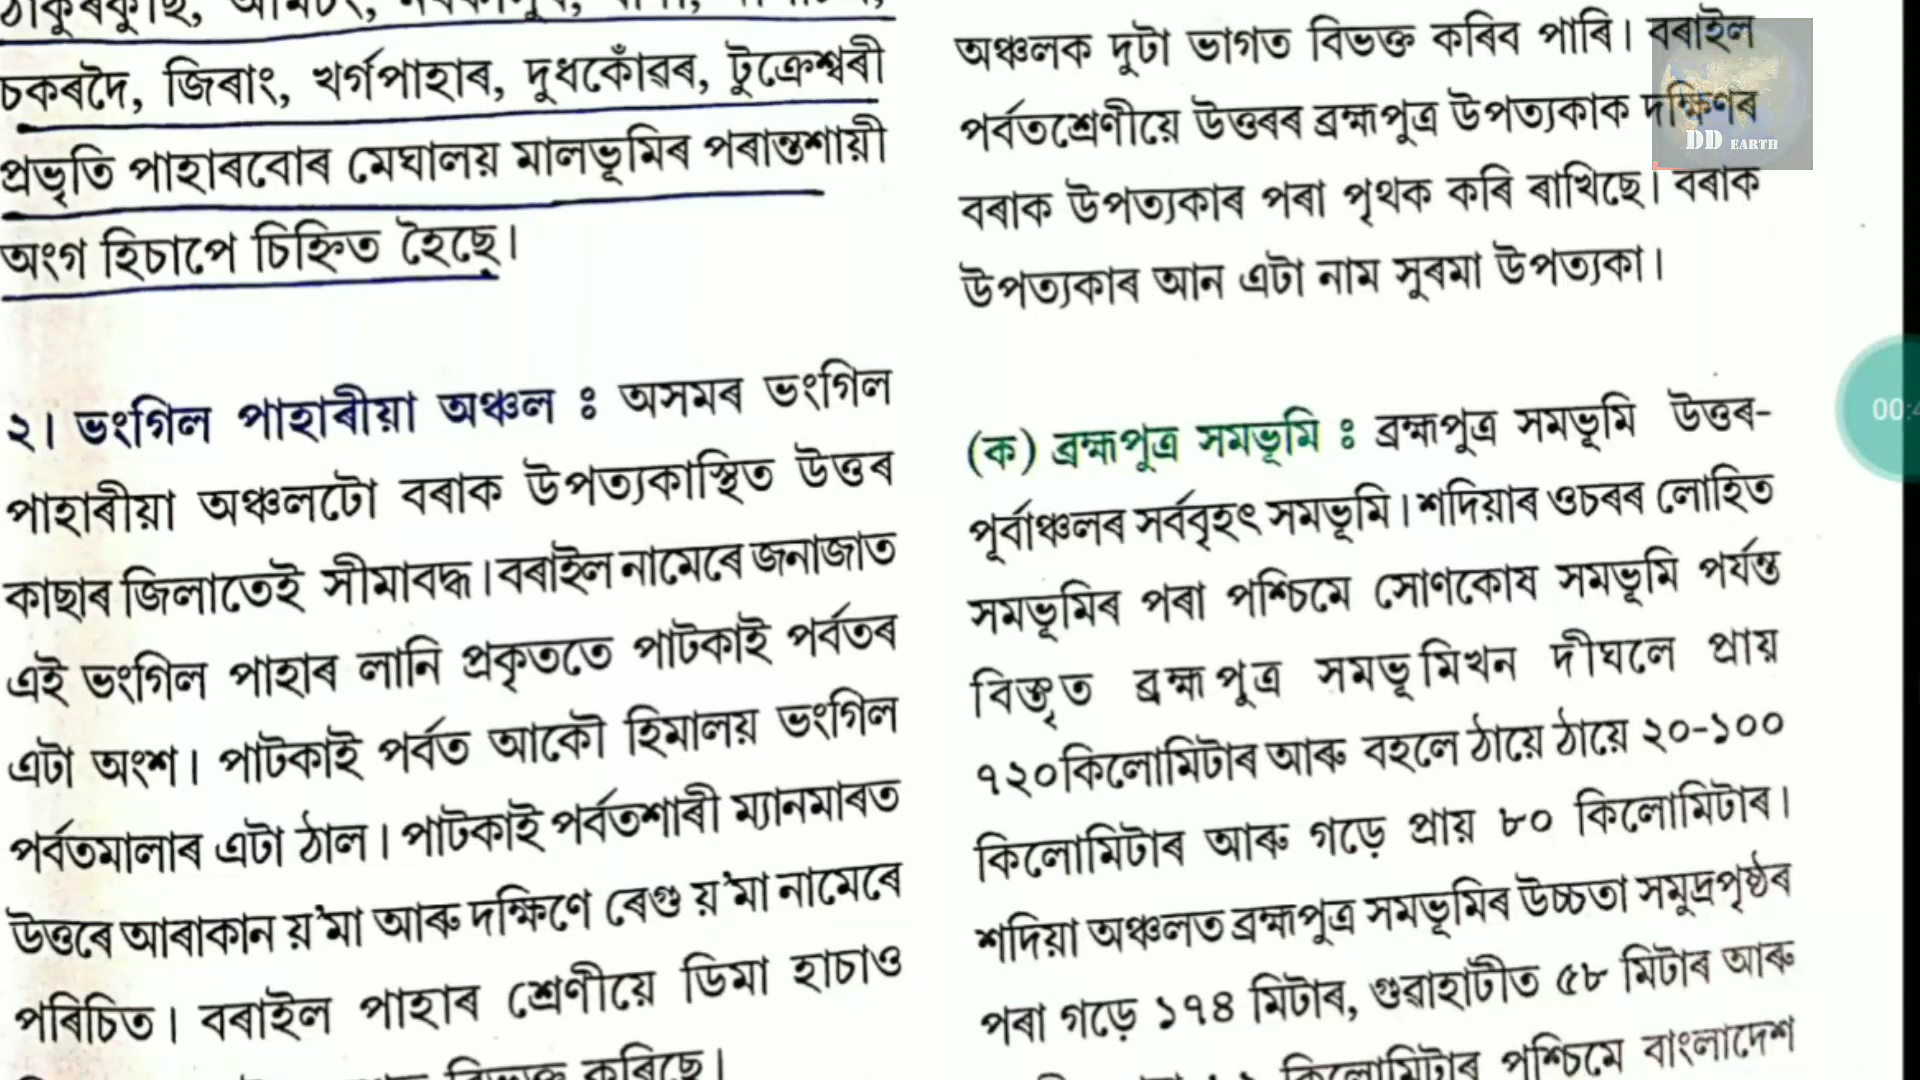 চকৰদৈ, জিৰাং, খৰ্গপাহাৰ, দুধকোঁৱৰ, টুক্ৰেশ্বৰী
প্ৰভৃতি পাহাৰবোৰ মেঘালয় মালভূমিৰ পৰান্তশায়ী
অংগ হিচাপে চিহ্নিত হৈছে।
২। ভংগিল পাহাৰীয়া অঞ্চল ঃ অসমৰ ভংগিল
পাহাৰীয়া অঞ্চলটো বৰাক উপত্যকাস্থিত উত্তৰ
কাছাৰ জিলাতেই সীমাবদ্ধ। বৰাইল নামেৰে জনাজাত
এই ভংগিল পাহাৰ লানি প্ৰকৃততে পাটকাই পৰ্বতৰ
এটা অংশ। পাটকাই পৰ্বত আকৌ হিমালয় ভংগিল
পৰ্বতমালাৰ এটা ঠাল। পাটকাই পৰ্বতশাৰী ম্যানমাৰত
উত্তৰে আৰাকান য়'মা আৰু দক্ষিণে ৰেগু য়'মা নামেৰে
পৰিচিত। বৰাইল পাহাৰ শ্ৰেণীয়ে ডিমা হাচাও
বিভক্ত কৰিছে।
অঞ্চলক দুটা ভাগত বিভক্ত কৰিব পাৰি। বৰাইল
পৰ্বতশ্ৰেণীয়ে উত্তৰৰ ব্ৰহ্মপুত্ৰ উপত্যকাক দক্ষিণৰ
বৰাক উপত্যকাৰ পৰা পৃথক কৰি ৰাখিছে। বৰাক
উপত্যকাৰ আন এটা নাম সুৰমা উপত্যকা।
(ক) ব্ৰহ্মপুত্ৰ সমভূমি ঃ ব্ৰহ্মপুত্ৰ সমভূমি উত্তৰ-
পূৰ্বাঞ্চলৰ সৰ্ববৃহৎ সমভূমি। শদিয়াৰ ওচৰৰ লোহিত
সমভূমিৰ পৰা পশ্চিমে সোণকোষ সমভূমি পৰ্যন্ত
বিস্তৃত ব্ৰহ্মপুত্ৰ সমভূমিখন দীঘলে প্ৰায়
৭২০ কিলোমিটাৰ আৰু বহলে ঠায়ে ঠায়ে ২০-১০০
কিলোমিটাৰ আৰু গড়ে প্ৰায় ৮০ কিলোমিটাৰ।
শদিয়া অঞ্চলত ব্ৰহ্মপুত্ৰ সমভূমিৰ উচ্চতা সমুদ্ৰপৃষ্ঠৰ
পৰা গড়ে ১৭৪ মিটাৰ, গুৱাহাটীত ৫৮ মিটাৰ আৰু
কিলোমিটাৰ পশ্চিমে বাংলাদেশ
DD EARTH